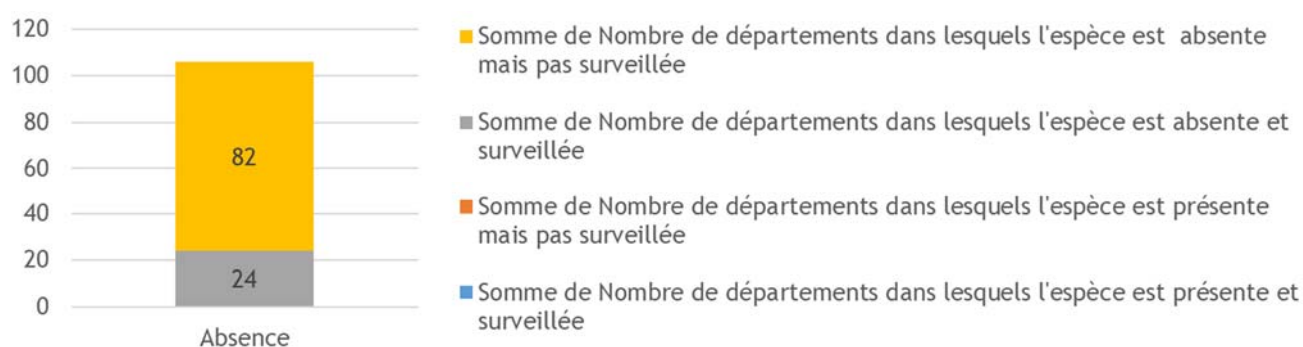 120
100
80
60
40
20
0
82
24
Absence
Somme de Nombre de départements dans lesquels l'espèce est absente
mais pas surveillée
Somme de Nombre de départements dans lesquels l'espèce est absente et
surveillée
Somme de Nombre de départements dans lesquels l'espèce est présente
mais pas surveillée
Somme de Nombre de départements dans lesquels l'espèce est présente et
surveillée